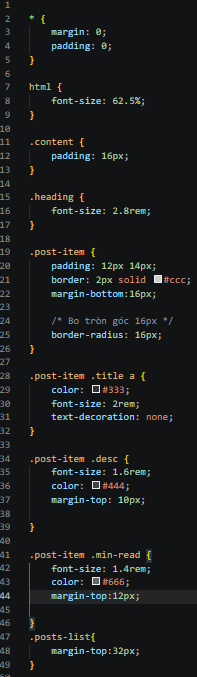 1
2 * {
3 margin: 0;
4 padding: 0;
5 }
6
7 html {
8 font-size: 62.5%;
9 }
10
11 .content {
12 padding: 16px;
13 }
14
15 .heading {
16 font-size: 2.8rem;
17 }
18
19 .post-item {
20 padding: 12px 14px;
21 border: 2px solid #ccc;
22 margin-bottom:16px;
23
24 /* Bo tròn góc 16px */
25 border-radius: 16px;
26 }
27
28 .post-item .title a {
29 color: #333;
30 font-size: 2rem;
31 text-decoration: none;
32 }
33
34 .post-item .desc {
35 font-size: 1.6rem;
36 color: #444;
37 margin-top: 10px;
38
39 }
40
41 .post-item .min-read {
42 font-size: 1.4rem;
43 color: #666;
44 margin-top:12px;
45
46 }
47 .posts-list{
48 margin-top:32px;
49 }